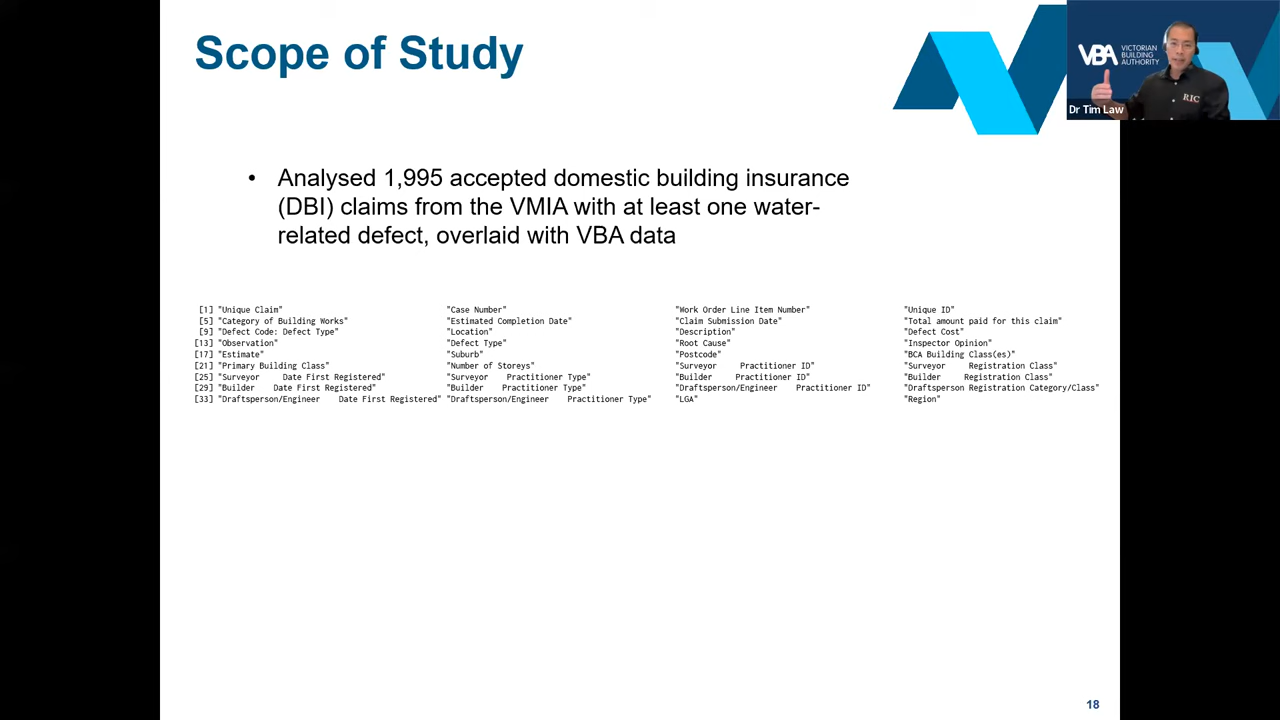 Scope of Study
VBA VICTORIAN
BUILDING
AUTHORITY
RIC
Dr Tim Law
• Analysed 1,995 accepted domestic building insurance
(DBI) claims from the VMIA with at least one water-
related defect, overlaid with VBA data
[1] "Unique Claim" "Case Number" "Work Order Line Item Number" "Unique ID"
[5] "Category of Building Works" "Estimated Completion Date" "Claim Submission Date" "Total amount paid for this claim"
[9] "Defect Code: Defect Type" "Location" "Description" "Defect Cost"
[13] "Observation" "Defect Type" "Root Cause" "Inspector Opinion"
[17] "Estimate" "Suburb" "Postcode" "BCA Building Class(es)"
[21] "Primary Building Class" "Number of Storeys" "Surveyor Practitioner ID" "Surveyor Registration Class"
[25] "Surveyor Date First Registered" "Surveyor Practitioner Type" "Builder Practitioner ID" "Builder Registration Class"
[29] "Builder Date First Registered" "Builder Practitioner Type" "Draftsperson/Engineer Practitioner ID" "Draftsperson Registration Category/Class"
[33] "Draftsperson/Engineer Date First Registered" "Draftsperson/Engineer Practitioner Type" "LGA" "Region"
18